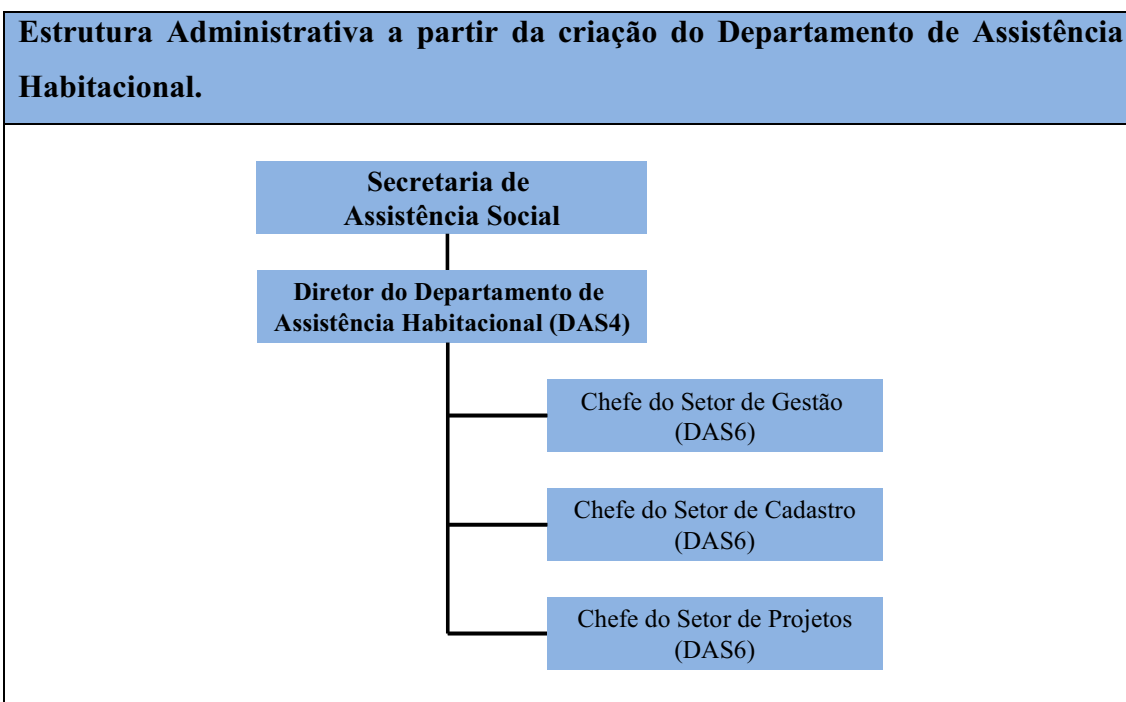 Estrutura Administrativa a partir da criação do Departamento de Assistência
Habitacional.
Secretaria de
Assistência Social
Diretor do Departamento de
Assistência Habitacional (DAS4)
Chefe do Setor de Gestão
(DAS6)
Chefe do Setor de Cadastro
(DAS6)
Chefe do Setor de Projetos
(DAS6)